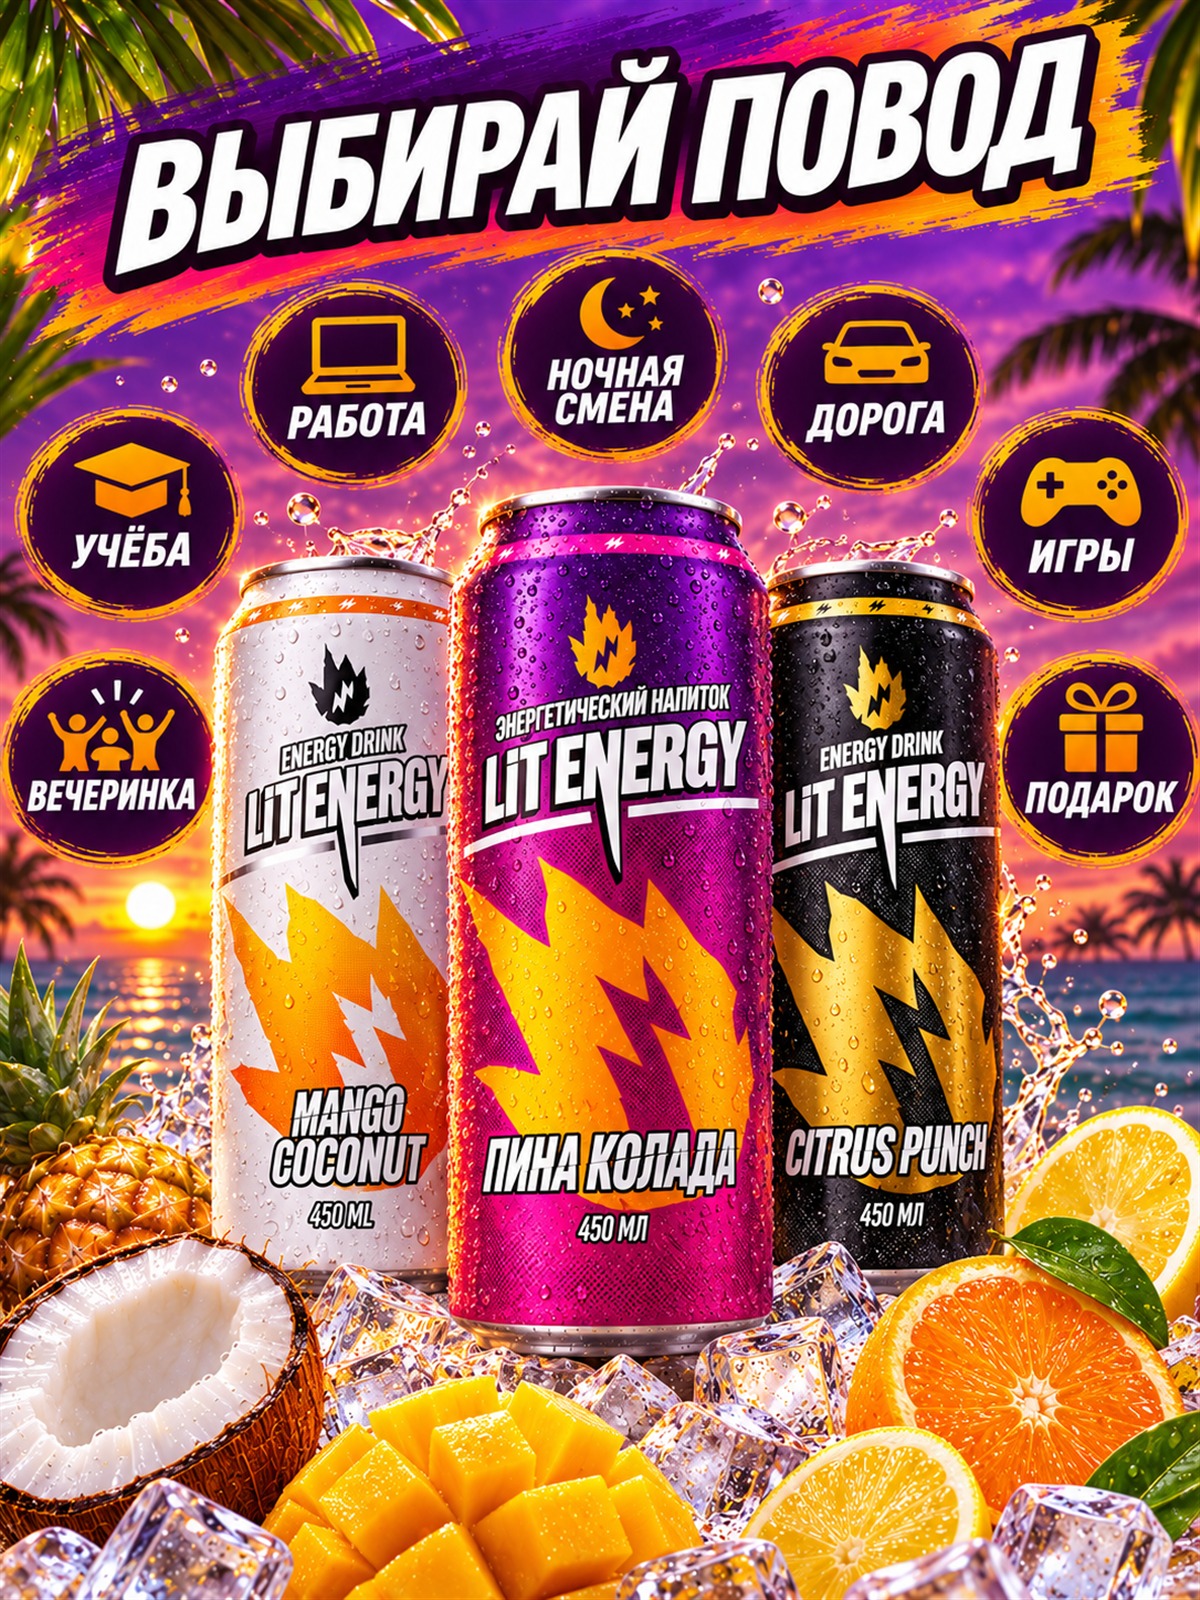 ВЫБИРАЙ ПОВОД
РАБОТА
НОЧНАЯ
СМЕНА
ДОРОГА
УЧЁБА
ИГРЫ
ВЕЧЕРИНКА
ПОДАРОК
ENERGY DRINK
LIT ENERGY
MANGO
COCONUT
450 ML
ЭНЕРГЕТИЧЕСКИЙ НАПИТОК
LIT ENERGY
ПИНА КОЛАДА
450 МЛ
ENERGY DRINK
LIT ENERGY
CITRUS PUNCH
450 МЛ